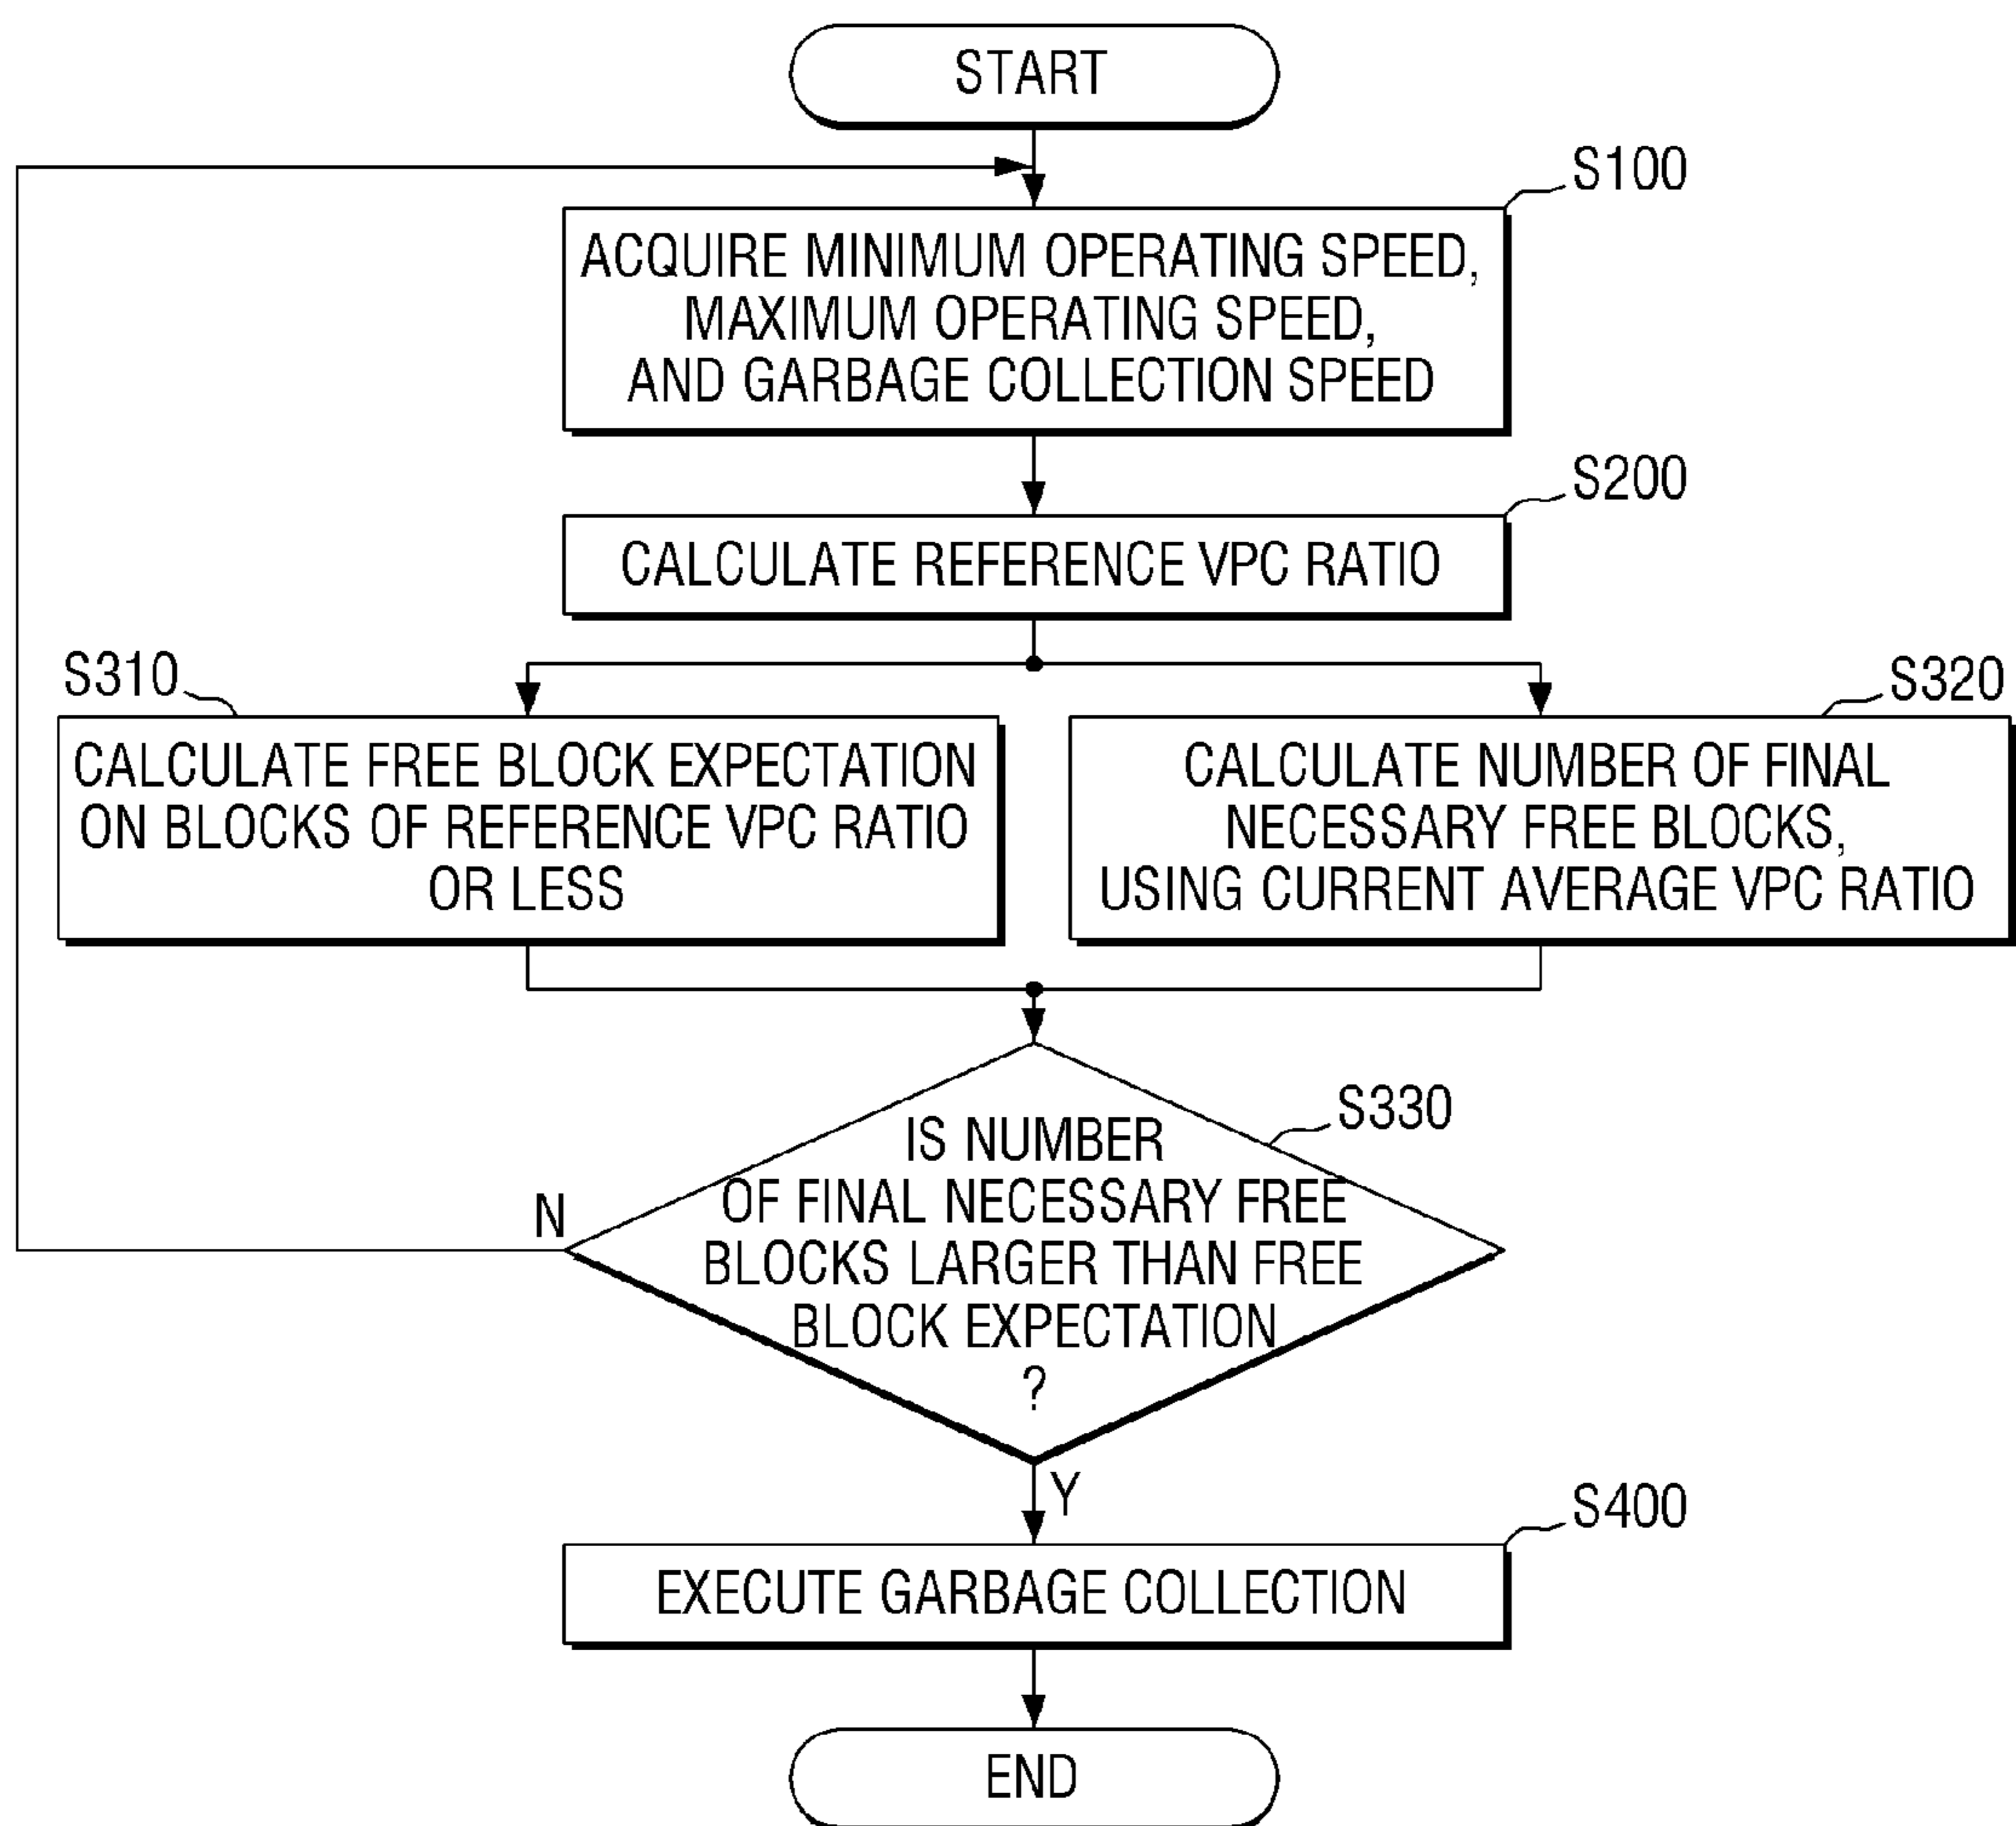 START
S100
ACQUIRE MINIMUM OPERATING SPEED,
MAXIMUM OPERATING SPEED,
AND GARBAGE COLLECTION SPEED
S200
CALCULATE REFERENCE VPC RATIO
S310
CALCULATE FREE BLOCK EXPECTATION
ON BLOCKS OF REFERENCE VPC RATIO
OR LESS
S320
CALCULATE NUMBER OF FINAL
NECESSARY FREE BLOCKS,
USING CURRENT AVERAGE VPC RATIO
S330
IS NUMBER
OF FINAL NECESSARY FREE
BLOCKS LARGER THAN FREE
BLOCK EXPECTATION
?
N
Y
S400
EXECUTE GARBAGE COLLECTION
END